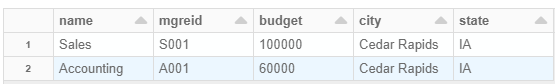 name mgreid budget city state
1 Sales S001 100000 Cedar Rapids IA
2 Accounting A001 60000 Cedar Rapids IA